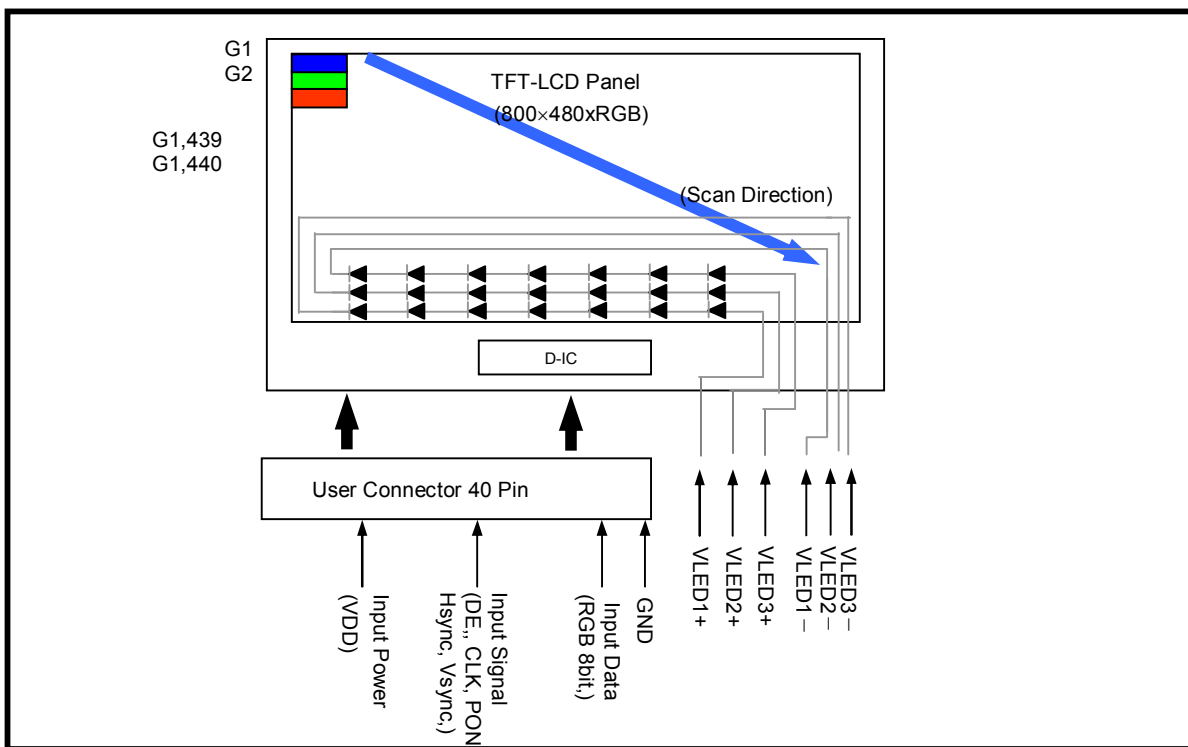 G1
G2
G1,439
G1,440
TFT-LCD Panel
(800×480xRGB)
(Scan Direction)
D-IC
User Connector 40 Pin
Input Power
(VDD)
Input Signal
(DE,, CLK, PON
Hsync, Vsync,)
Input Data
(RGB 8bit,)
GND
VLED1+
VLED2+
VLED3+
VLED1－
VLED2－
VLED3－